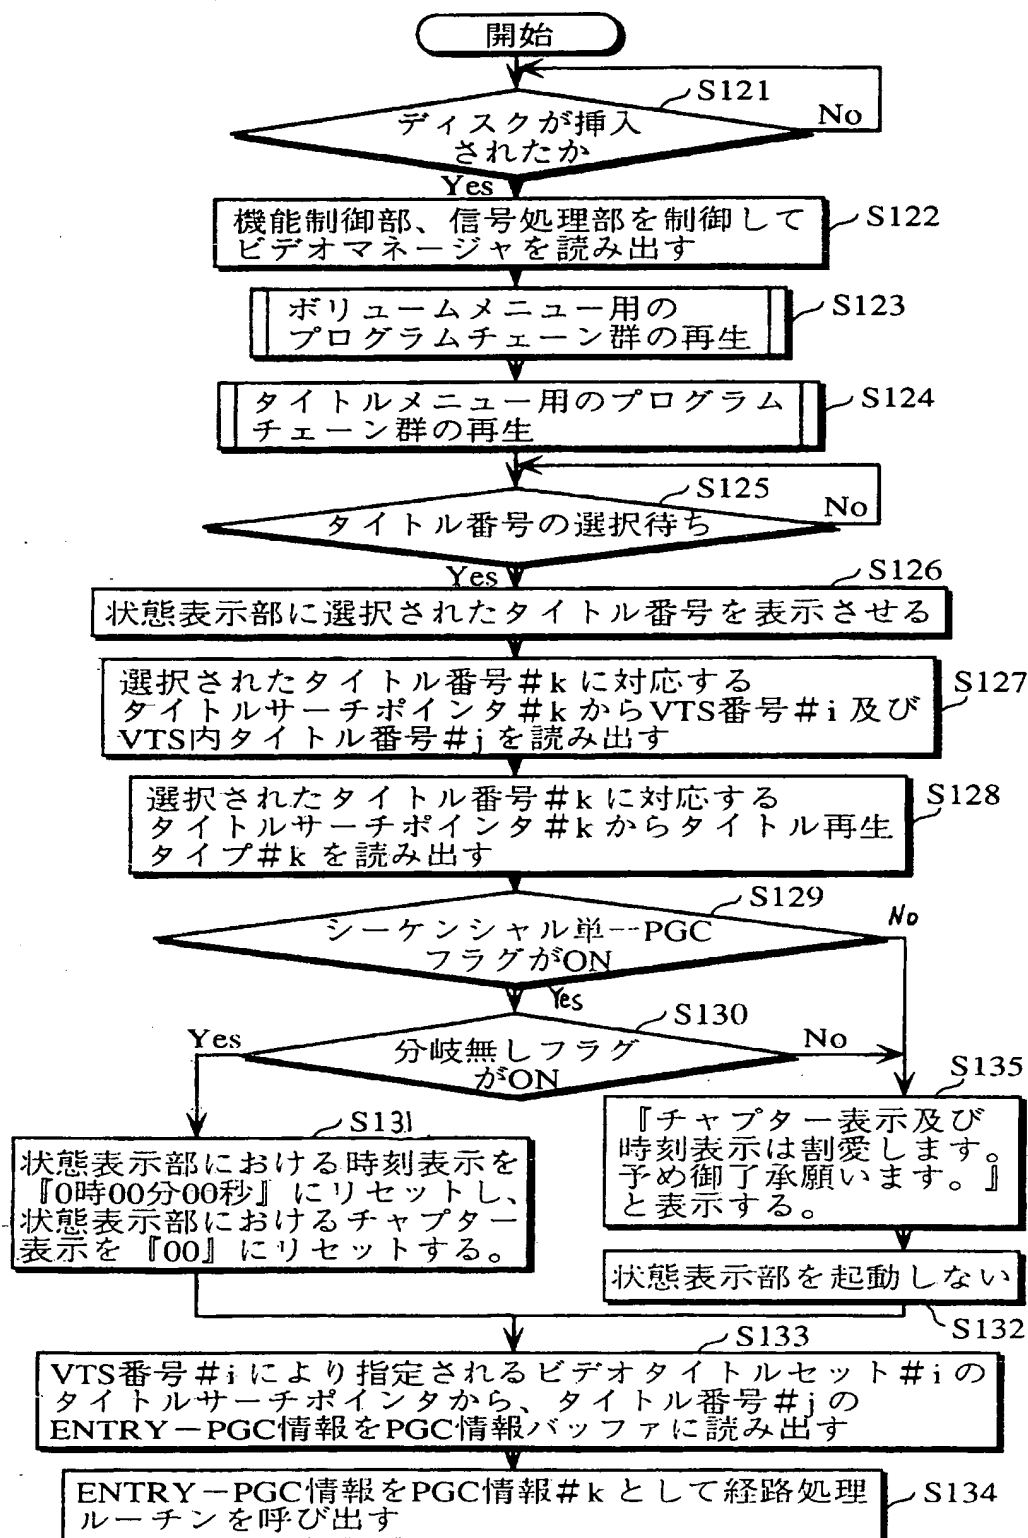 開始
S121
ディスクが挿入
されたか
No
Yes
S122
機能制御部、信号処理部を制御して
ビデオマネージャを読み出す
S123
ボリュームメニュー用の
プログラムチェーン群の再生
S124
タイトルメニュー用のプログラム
チェーン群の再生
S125
タイトル番号の選択待ち
No
Yes
S126
状態表示部に選択されたタイトル番号を表示させる
S127
選択されたタイトル番号#kに対応する
タイトルサーチポインタ#kからVTS番号#i及び
VTS内タイトル番号#jを読み出す
S128
選択されたタイトル番号#kに対応する
タイトルサーチポインタ#kからタイトル再生
タイプ#kを読み出す
S129
シーケンシャル単一PGC
フラグがON
No
Yes
S130
分岐無しフラグ
がON
Yes
No
S131
状態表示部における時刻表示を
『0時00分00秒』にリセットし、
状態表示部におけるチャプター
表示を『00』にリセットする。
S135
『チャプター表示及び
時刻表示は割愛します。
予め御了承願います。』
と表示する。
状態表示部を起動しない
S132
S133
VTS番号#iにより指定されるビデオタイトルセット#iの
タイトルサーチポインタから、タイトル番号#jの
ENTRY－PGC情報をPGC情報バッファに読み出す
S134
ENTRY－PGC情報をPGC情報#kとして経路処理
ルーチンを呼び出す